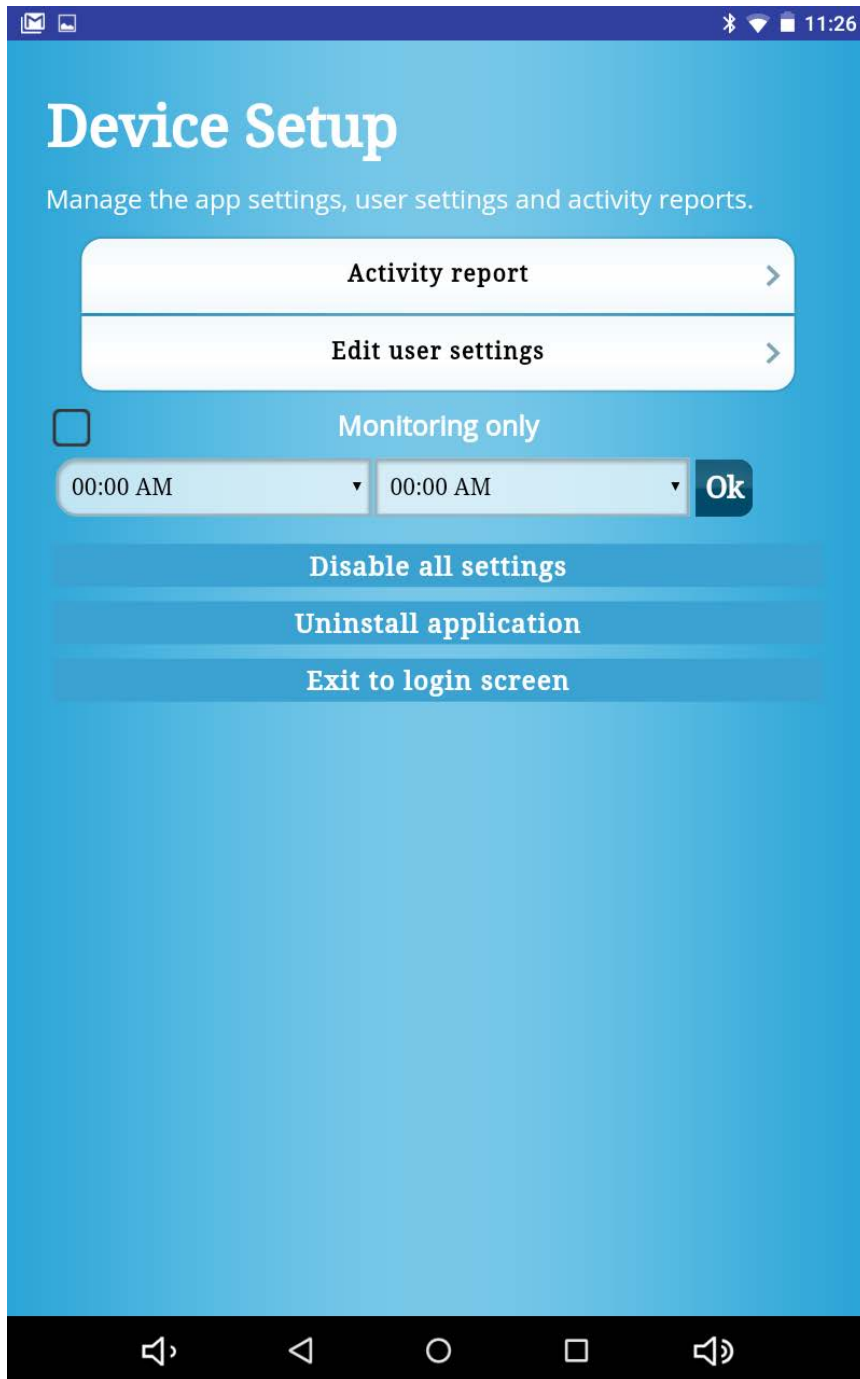 11:26
Device Setup
Manage the app settings, user settings and activity reports.
Activity report
Edit user settings
Monitoring only
00:00 AM 00:00 AM Ok
Disable all settings
Uninstall application
Exit to login screen